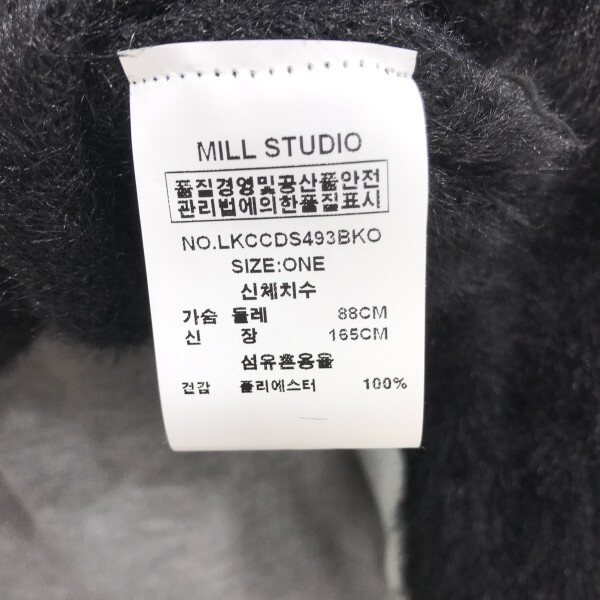 MILL STUDIO
품질경영및공산품안전
관리법에의한품질표시
NO.LKCCDS493BKO
SIZE:ONE
신체치수
가슴 둘레 88CM
신 장 165CM
섬유혼용율
겉감 폴리에스터 100%